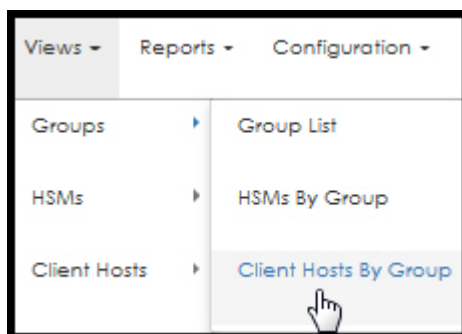 Views Reports Configuration
Groups Group List
HSMs HSMs By Group
Client Hosts Client Hosts By Group